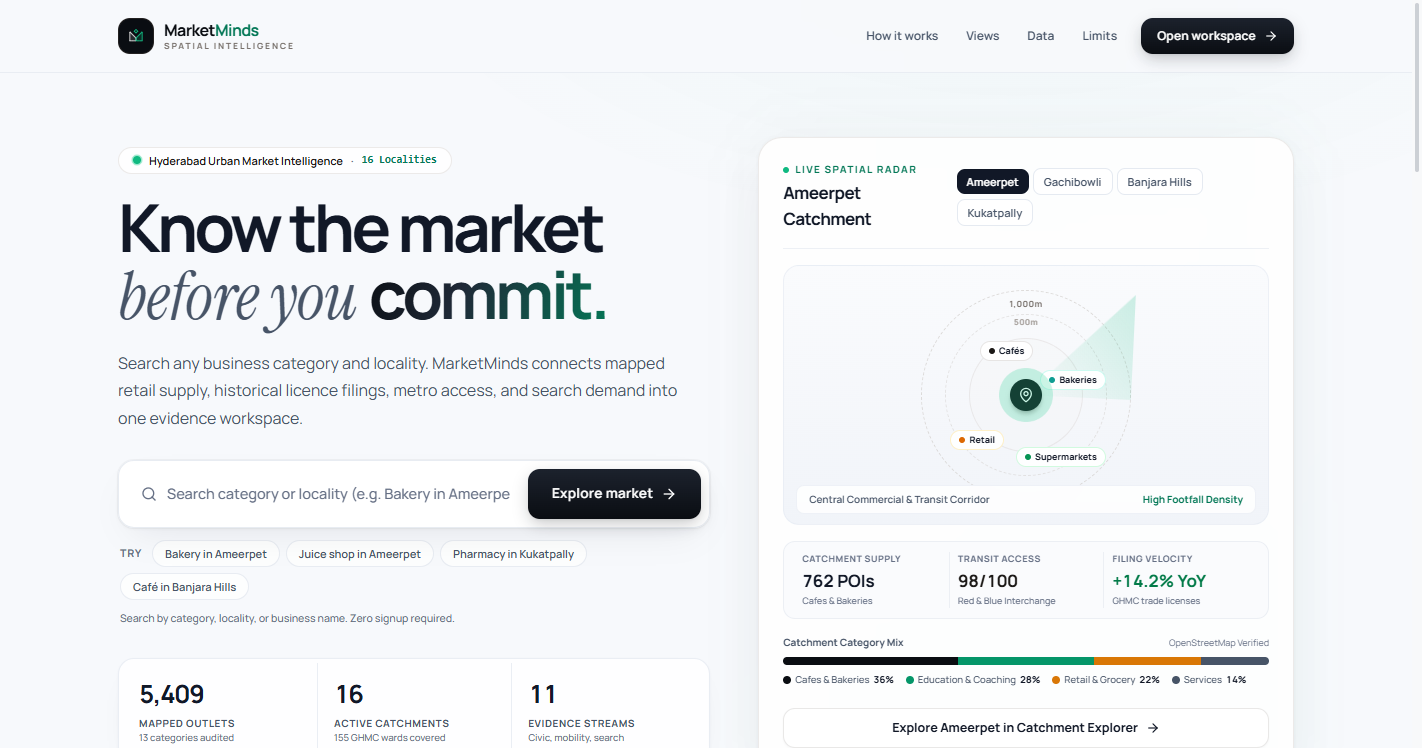 MarketMinds
SPATIAL INTELLIGENCE
How it works
Views
Data
Limits
Open workspace
Hyderabad Urban Market Intelligence · 16 Localities
Know the market
before you commit.
Search any business category and locality. MarketMinds connects mapped
retail supply, historical licence filings, metro access, and search demand into
one evidence workspace.
Search category or locality (e.g. Bakery in Ameerpe
Explore market
TRY
Bakery in Ameerpet
Juice shop in Ameerpet
Pharmacy in Kukatpally
Café in Banjara Hills
Search by category, locality, or business name. Zero signup required.
5,409
MAPPED OUTLETS
13 categories audited
16
ACTIVE CATCHMENTS
155 GHMC wards covered
11
EVIDENCE STREAMS
Civic, mobility, search
LIVE SPATIAL RADAR
Ameerpet
Catchment
Ameerpet
Gachibowli
Banjara Hills
Kukatpally
1,000m
500m
Cafés
Bakeries
Retail
Supermarkets
Central Commercial & Transit Corridor
High Footfall Density
CATCHMENT SUPPLY
762 POIs
Cafes & Bakeries
TRANSIT ACCESS
98/100
Red & Blue Interchange
FILING VELOCITY
+14.2% YoY
GHMC trade licenses
Catchment Category Mix
OpenStreetMap Verified
Cafes & Bakeries 36%
Education & Coaching 28%
Retail & Grocery 22%
Services 14%
Explore Ameerpet in Catchment Explorer